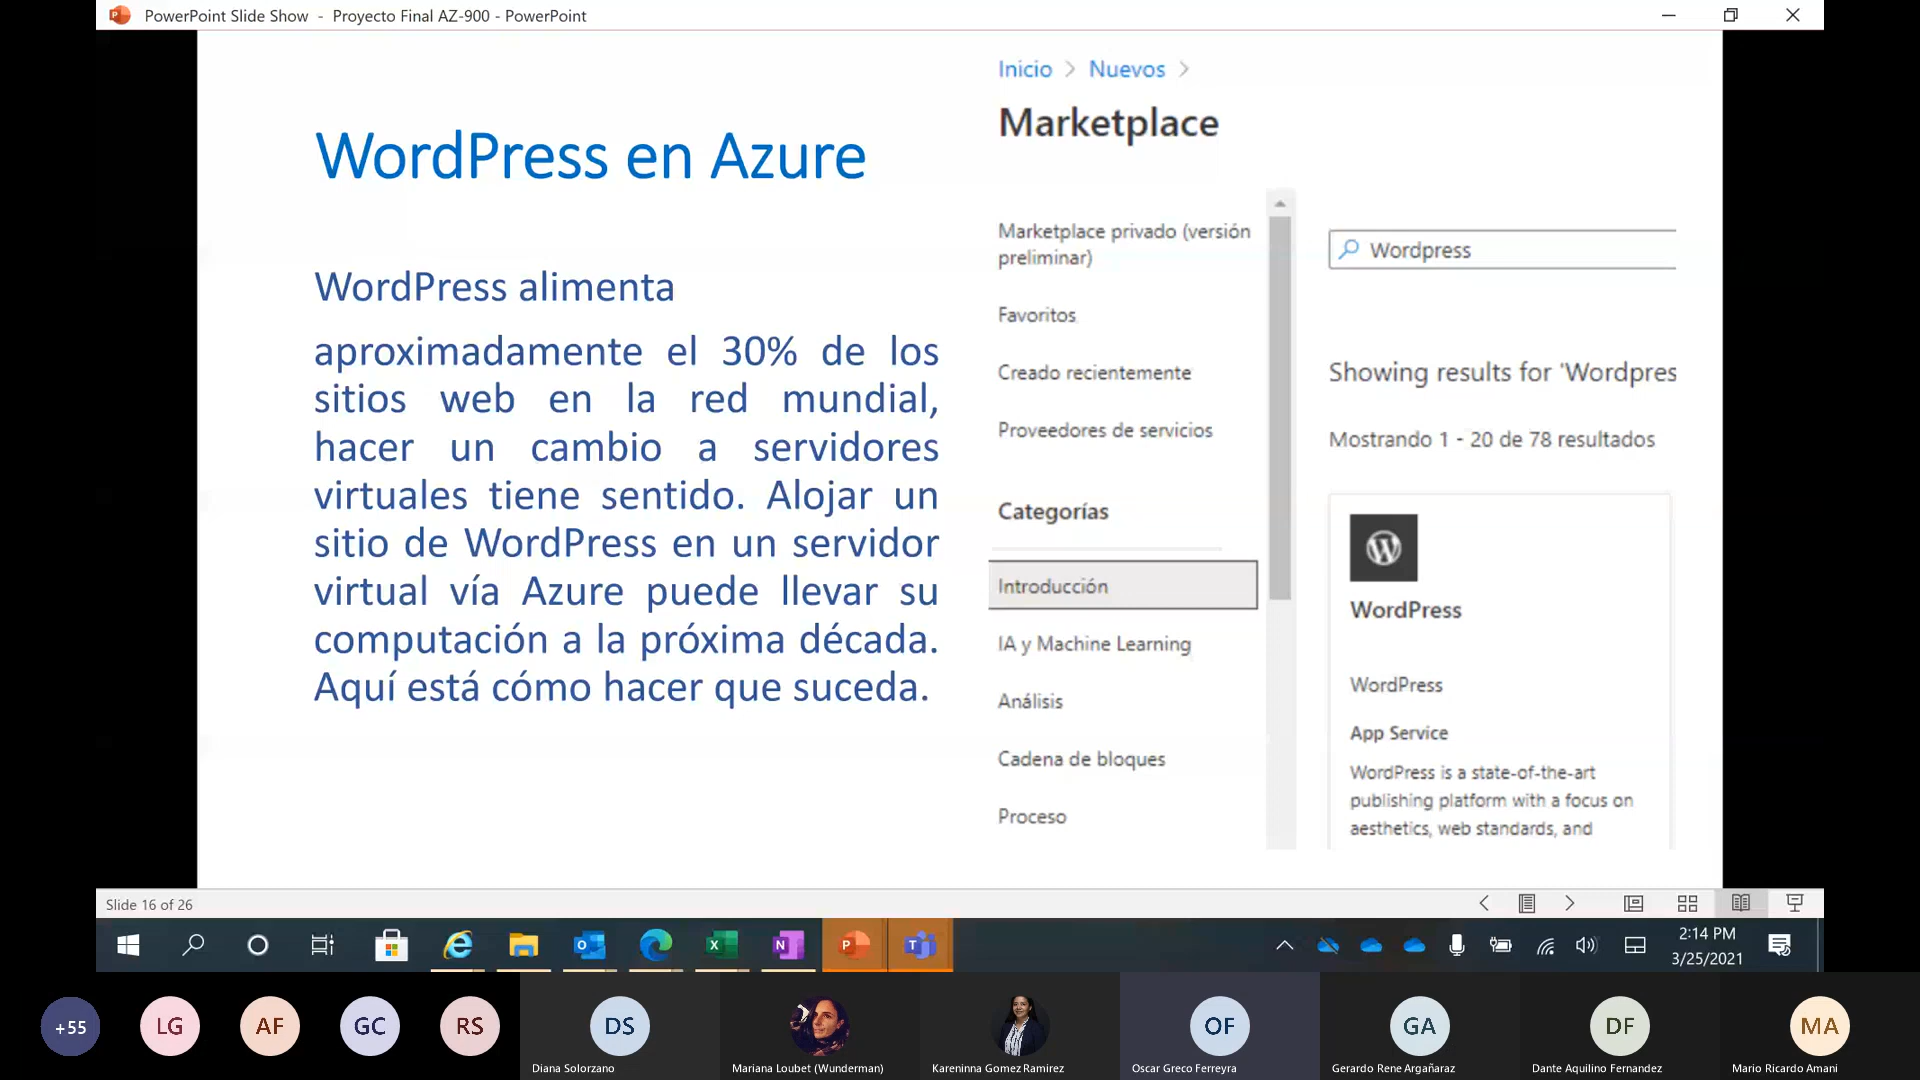 PowerPoint Slide Show - Proyecto Final AZ-900 - PowerPoint
WordPress en Azure
WordPress alimenta
aproximadamente el 30% de los
sitios web en la red mundial,
hacer un cambio a servidores
virtuales tiene sentido. Alojar un
sitio de WordPress en un servidor
virtual vía Azure puede llevar su
computación a la próxima década.
Aquí está cómo hacer que suceda.
Inicio > Nuevos >
Marketplace
Marketplace privado (versión
preliminar)
Favoritos
Creado recientemente
Proveedores de servicios
Categorías
Introducción
IA y Machine Learning
Análisis
Cadena de bloques
Proceso
Wordpress
Showing results for 'Wordpres
Mostrando 1 - 20 de 78 resultados
WordPress
WordPress
App Service
WordPress is a state-of-the-art
publishing platform with a focus on
aesthetics, web standards, and
Slide 16 of 26
2:14 PM
3/25/2021
+55
LG
AF
GC
RS
DS
Diana Solorzano
Mariana Loubet (Wunderman)
Kareninna Gomez Ramirez
OF
Oscar Greco Ferreyra
GA
Gerardo Rene Argañaraz
DF
Dante Aquilino Fernandez
MA
Mario Ricardo Amani